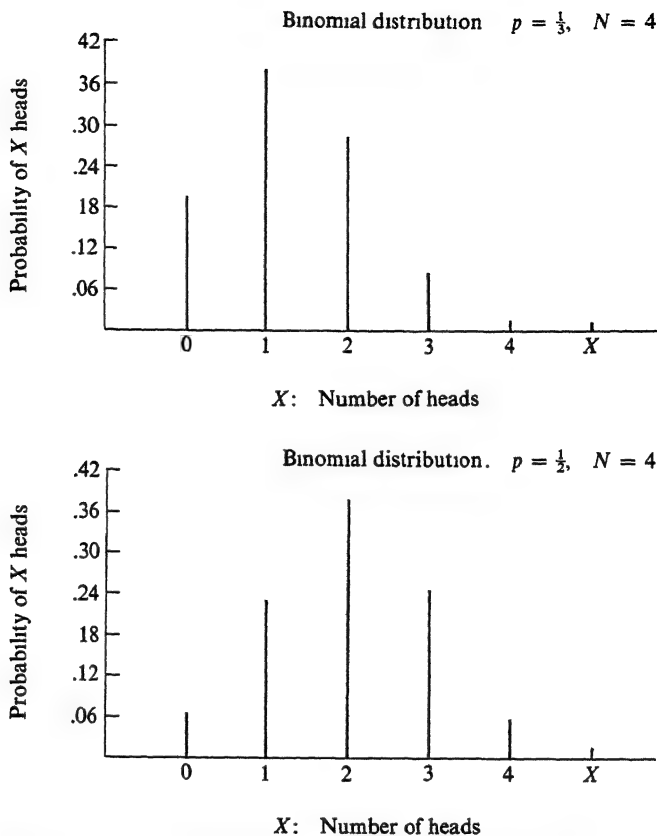 Binomial distribution p = 1/3, N = 4
Probability of X heads
42
36
.30
.24
18
.12
.06
0 1 2 3 4 X
X: Number of heads
Binomial distribution. p = 1/2, N = 4
Probability of X heads
.42
.36
.30
.24
18
.12
.06
0 1 2 3 4 X
X: Number of heads